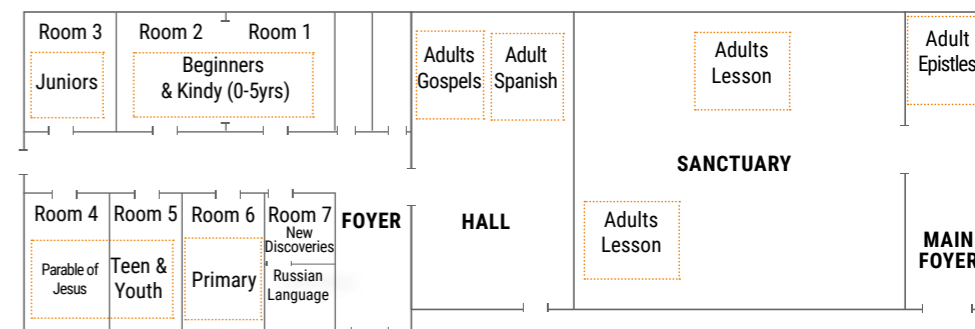 Room 3
Juniors
Room 2
Room 1
Beginners
& Kindy (0-5yrs)
Adults
Gospels
Adult
Spanish
Adults
Lesson
Adult
Epistles
SANCTUARY
Room 4
Parable of
Jesus
Room 5
Teen &
Youth
Room 6
Primary
Room 7
New
Discoveries
Russian
Language
FOYER
HALL
Adults
Lesson
MAIN
FOYER